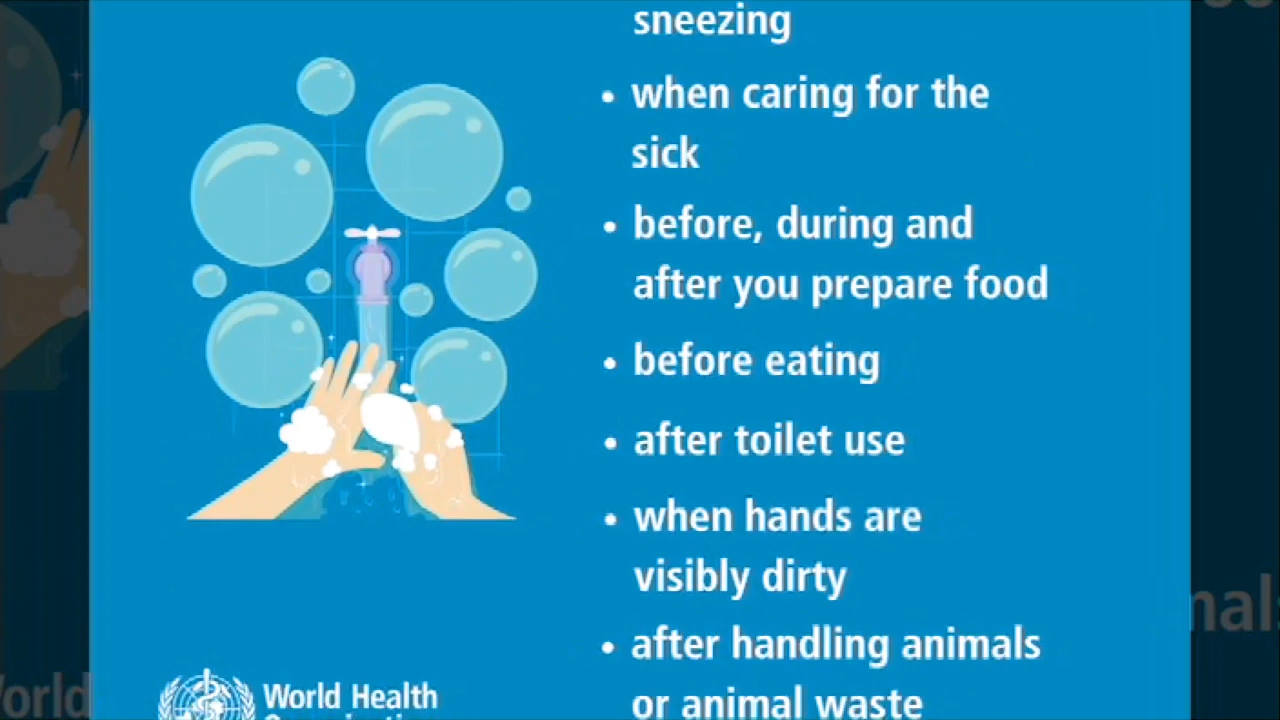 sneezing
• when caring for the
sick
• before, during and
after you prepare food
• before eating
• after toilet use
• when hands are
visibly dirty
• after handling animals
or animal waste
World Health